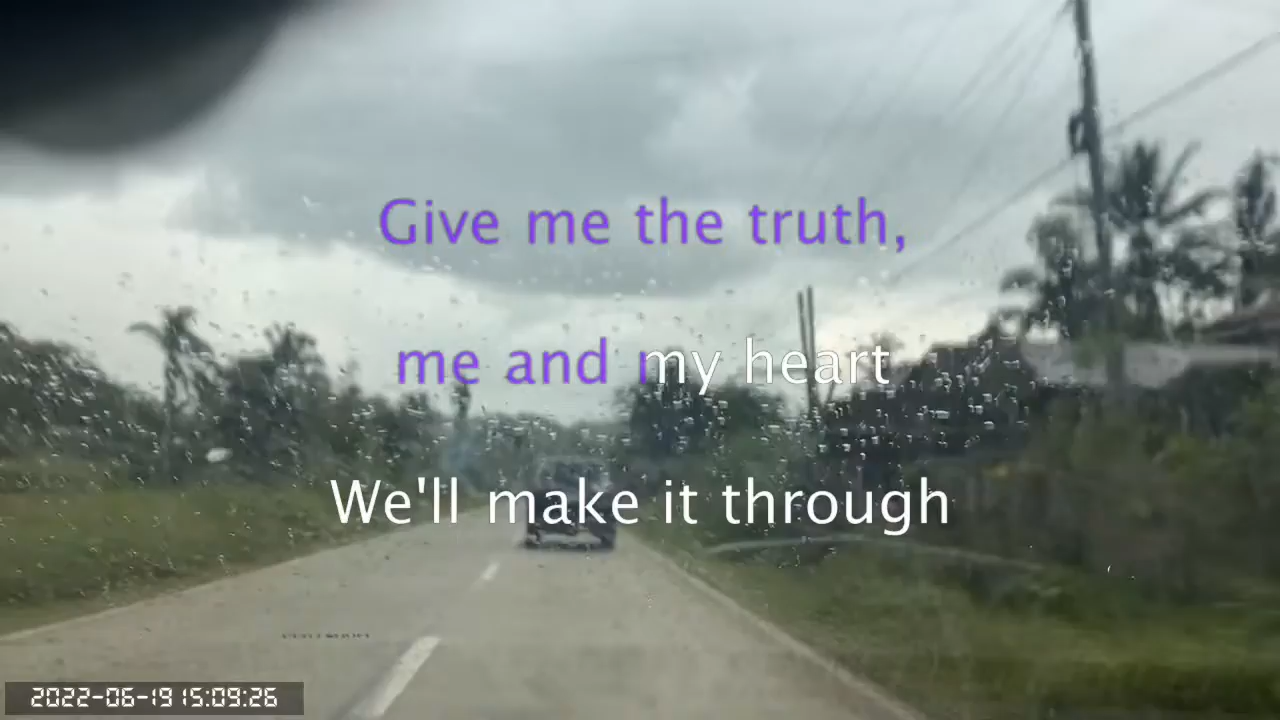 Give me the truth,
me and my heart
We'll make it through
2022-06-19 15:09:26